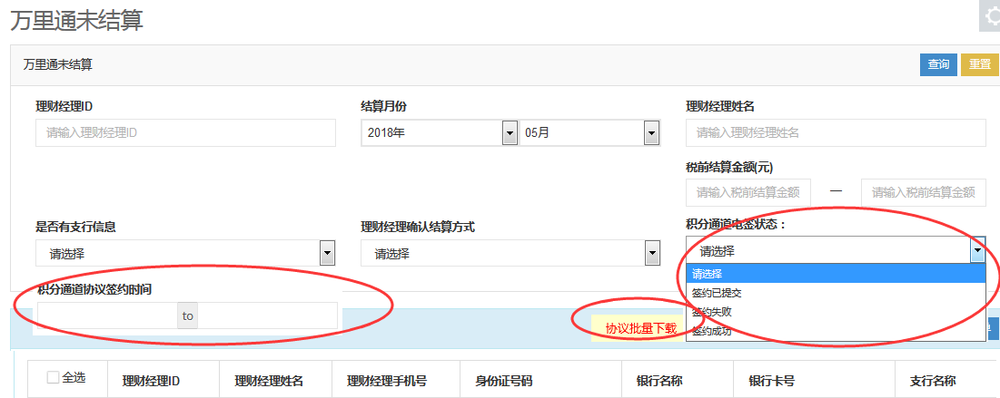 万里通未结算
万里通未结算
查询
重置
理财经理ID
结算月份
理财经理姓名
请输入理财经理ID
2018年
05月
请输入理财经理姓名
税前结算金额(元)
请输入税前结算金额
—
请输入税前结算金额
是否有支行信息
理财经理确认结算方式
积分通道电签状态：
请选择
请选择
请选择
请选择
签约已提交
签约失败
签约成功
积分通道协议签约时间
to
协议批量下载
全选
理财经理ID
理财经理姓名
理财经理手机号
身份证号码
银行名称
银行卡号
支行名称